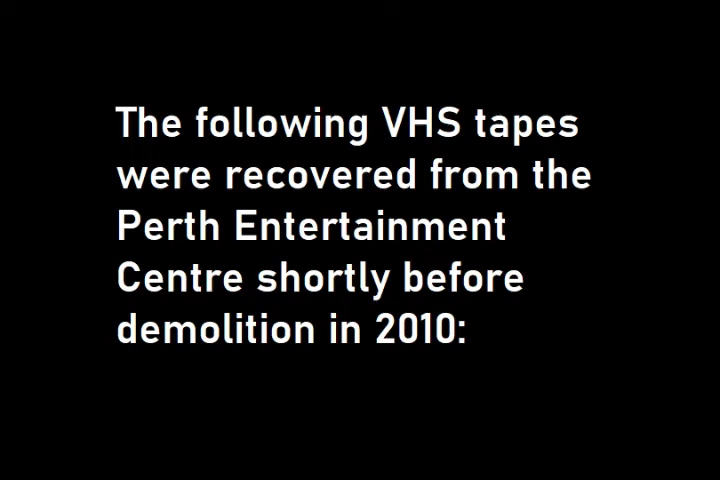 The following VHS tapes
were recovered from the
Perth Entertainment
Centre shortly before
demolition in 2010: